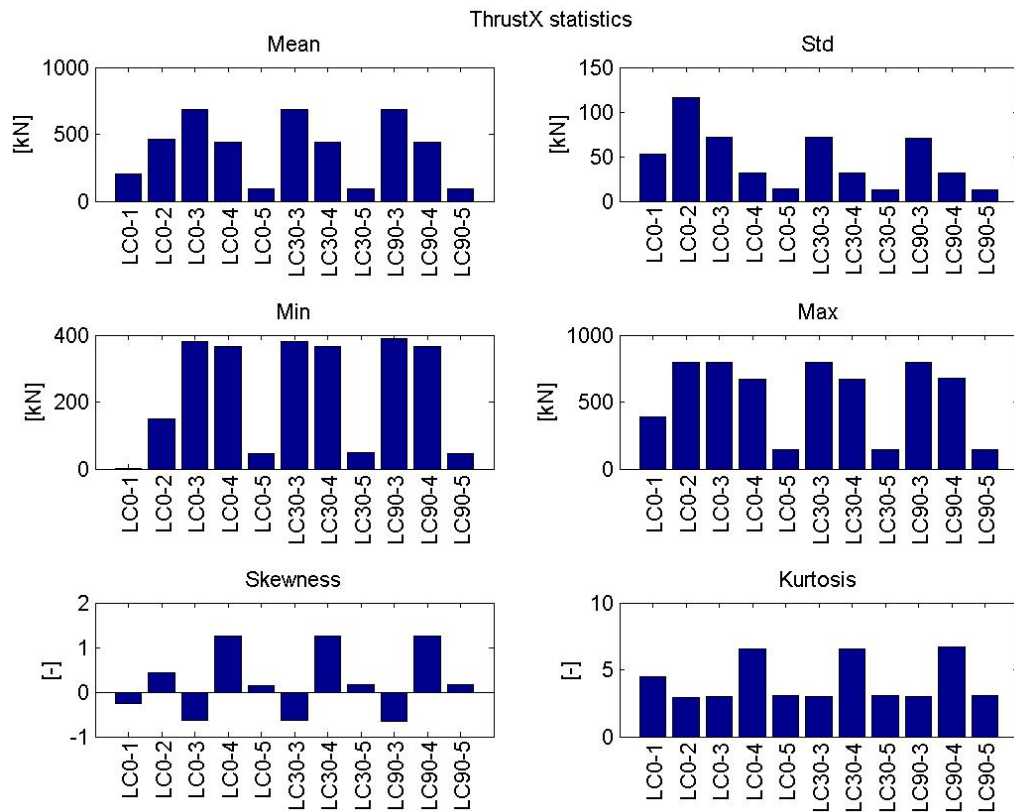 ThrustX statistics
Mean
1000
500
0
[kN]
LC0-1
LC0-2
LC0-3
LC0-4
LC0-5
LC30-3
LC30-4
LC30-5
LC90-3
LC90-4
LC90-5
Std
150
100
50
0
[kN]
LC0-1
LC0-2
LC0-3
LC0-4
LC0-5
LC30-3
LC30-4
LC30-5
LC90-3
LC90-4
LC90-5
Min
400
200
0
[kN]
LC0-1
LC0-2
LC0-3
LC0-4
LC0-5
LC30-3
LC30-4
LC30-5
LC90-3
LC90-4
LC90-5
Max
1000
500
0
[kN]
LC0-1
LC0-2
LC0-3
LC0-4
LC0-5
LC30-3
LC30-4
LC30-5
LC90-3
LC90-4
LC90-5
Skewness
2
1
0
-1
[-]
LC0-1
LC0-2
LC0-3
LC0-4
LC0-5
LC30-3
LC30-4
LC30-5
LC90-3
LC90-4
LC90-5
Kurtosis
10
5
0
[-]
LC0-1
LC0-2
LC0-3
LC0-4
LC0-5
LC30-3
LC30-4
LC30-5
LC90-3
LC90-4
LC90-5